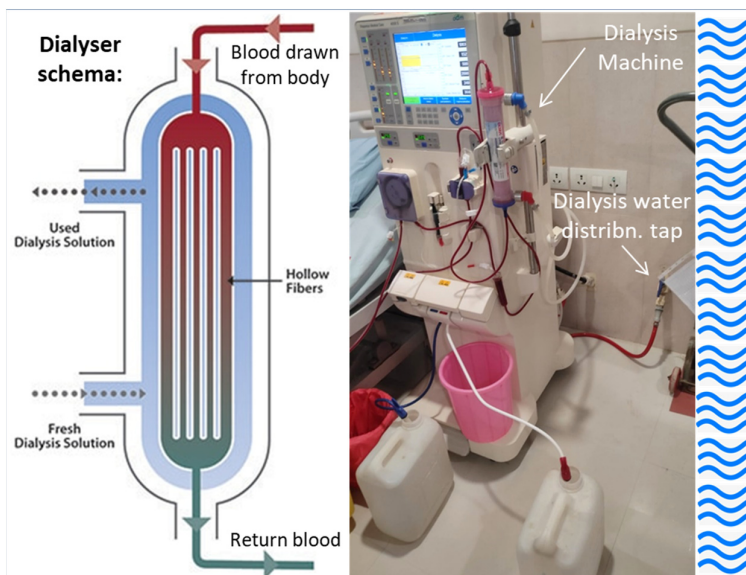 Dialyser
schema:
Blood drawn
from body
Used
Dialysis Solution
Hollow
Fibers
Fresh
Dialysis Solution
Return blood
Dialysis
Machine
Dialysis water
distribn. tap